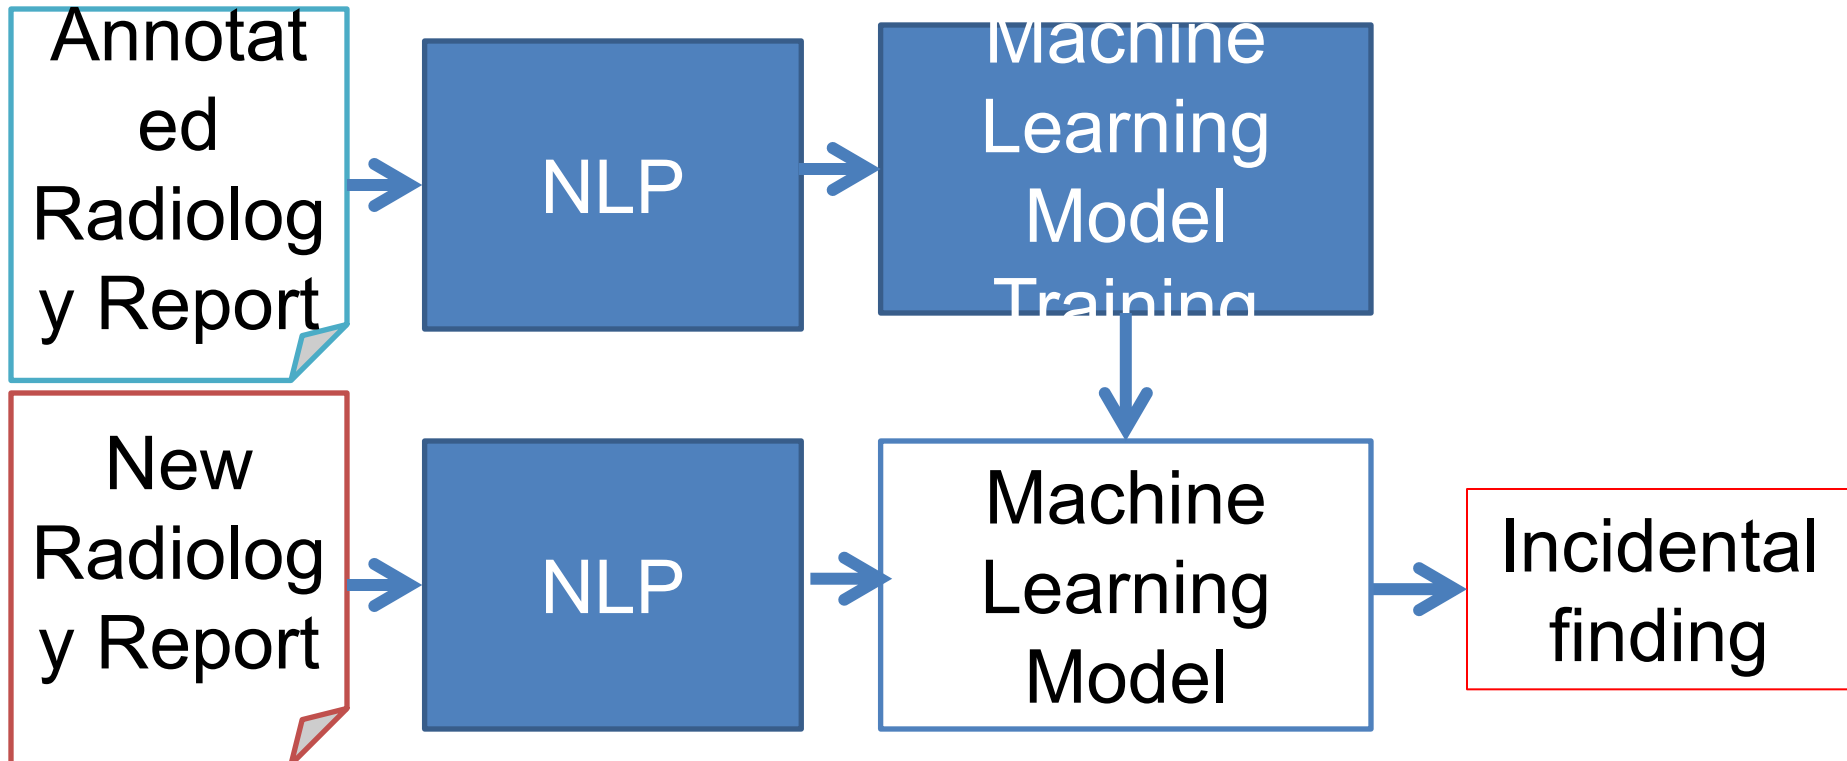 Annotat
ed
Radiolog
y Report
NLP
Machine
Learning
Model
Training
New
Radiolog
y Report
NLP
Machine
Learning
Model
Incidental
finding